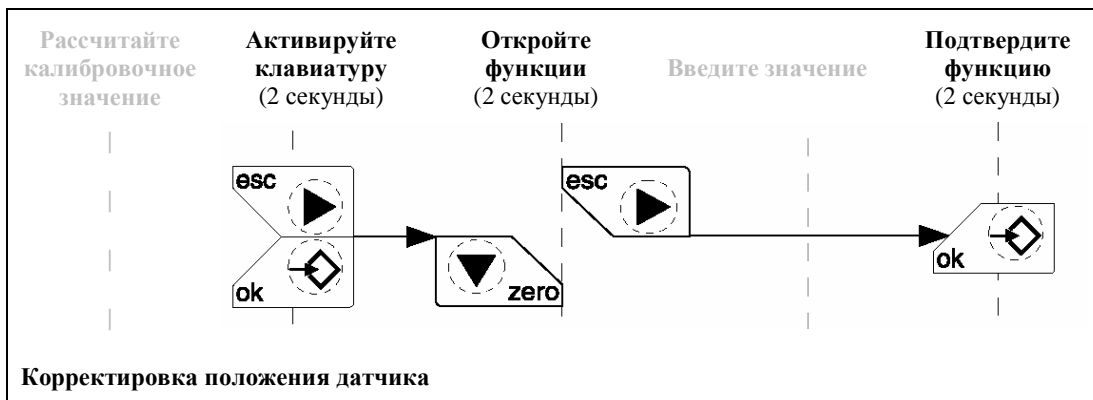 Рассчитайте
калибровочное
значение
Активируйте
клавиатуру
(2 секунды)
Откройте
функции
(2 секунды)
Введите значение
Подтвердите
функцию
(2 секунды)
esc
ok
zero
esc
ok
Корректировка положения датчика